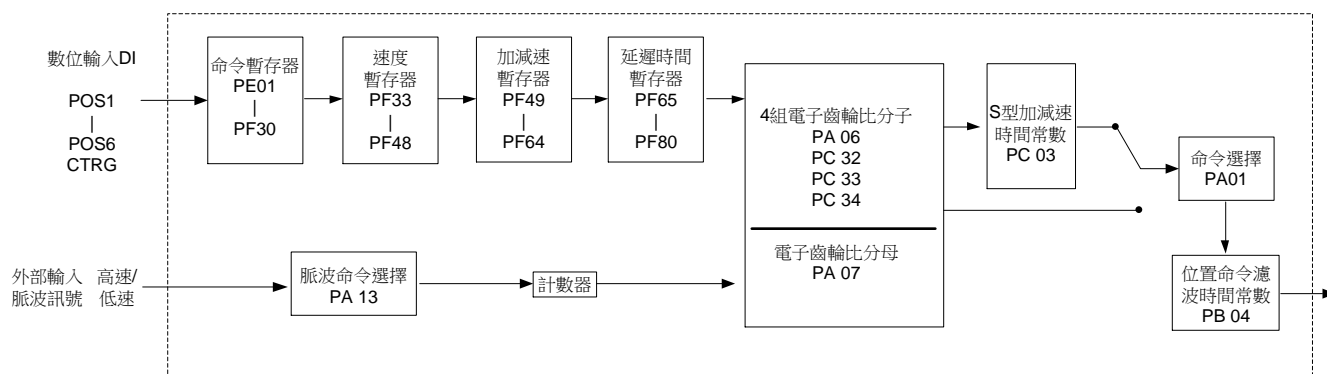 數位輸入DI
POS1
|
POS6
CTRG
命令暫存器
PE01
|
PF30
速度
暫存器
PF33
|
PF48
加減速
暫存器
PF49
|
PF64
延遲時間
暫存器
PF65
|
PF80
4組電子齒輪比分子
PA 06
PC 32
PC 33
PC 34
電子齒輪比分母
PA 07
S型加減速
時間常數
PC 03
命令選擇
PA01
位置命令濾
波時間常數
PB 04
外部輸入 高速/
脈波訊號 低速
脈波命令選擇
PA 13
計數器